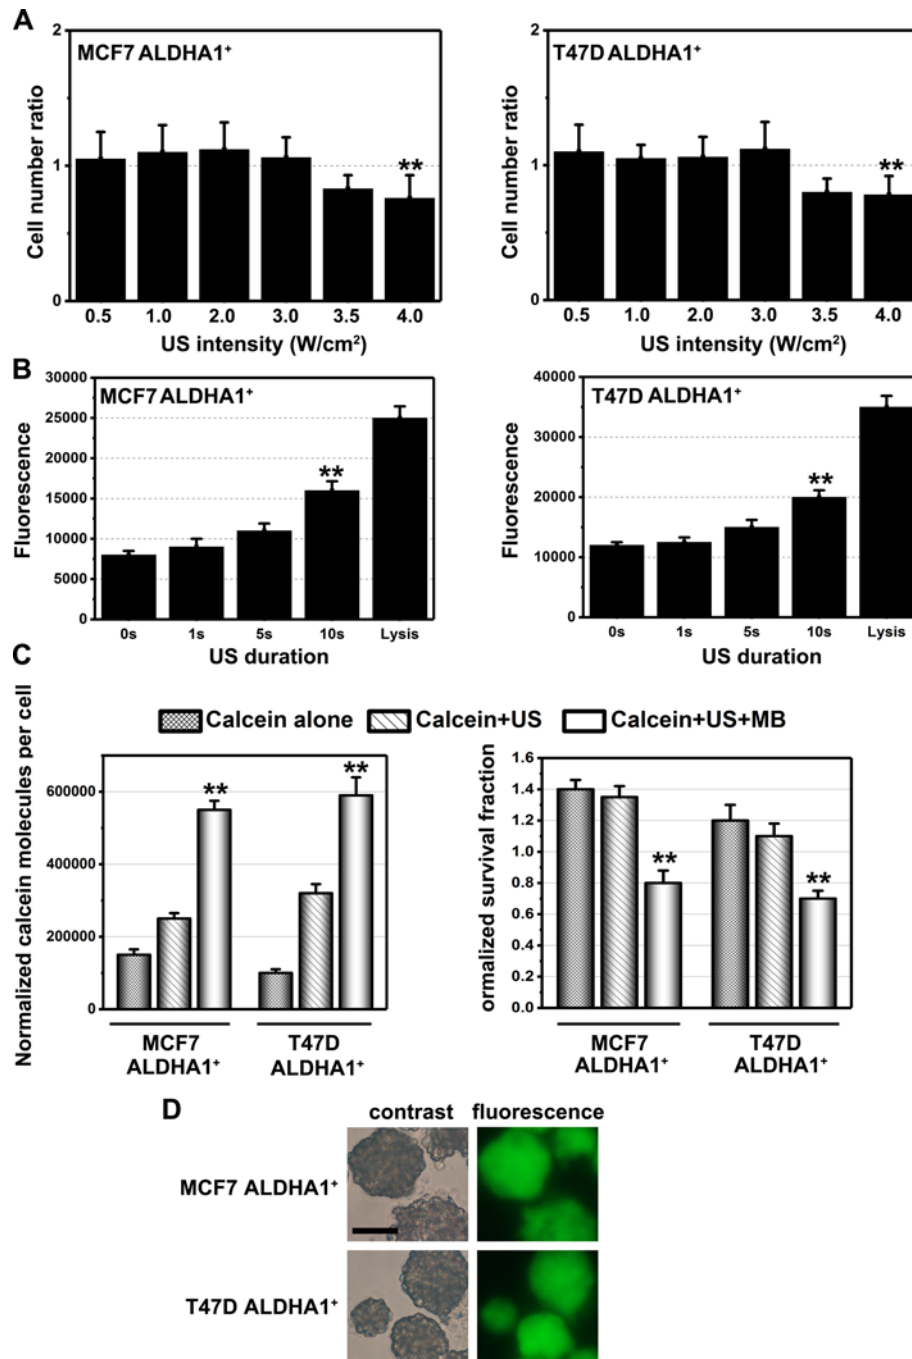 A
MCF7 ALDHA1⁺
Cell number ratio
2
1
0
**
0.5 1.0 2.0 3.0 3.5 4.0
US intensity (W/cm²)
T47D ALDHA1⁺
Cell number ratio
2
1
0
**
0.5 1.0 2.0 3.0 3.5 4.0
US intensity (W/cm²)
B
MCF7 ALDHA1⁺
Fluorescence
30000
25000
20000
15000
10000
5000
0
**
0s 1s 5s 10s Lysis
US duration
T47D ALDHA1⁺
Fluorescence
40000
30000
20000
10000
0
**
0s 1s 5s 10s Lysis
US duration
C
Calcein alone Calcein+US Calcein+US+MB
Normalized calcein molecules per cell
600000
400000
200000
0
** **
MCF7 T47D
ALDHA1⁺ ALDHA1⁺
ormalized survival fraction
1.6
1.4
1.2
1.0
0.8
0.6
0.4
0.2
0.0
** **
MCF7 T47D
ALDHA1⁺ ALDHA1⁺
D
contrast fluorescence
MCF7 ALDHA1⁺
T47D ALDHA1⁺